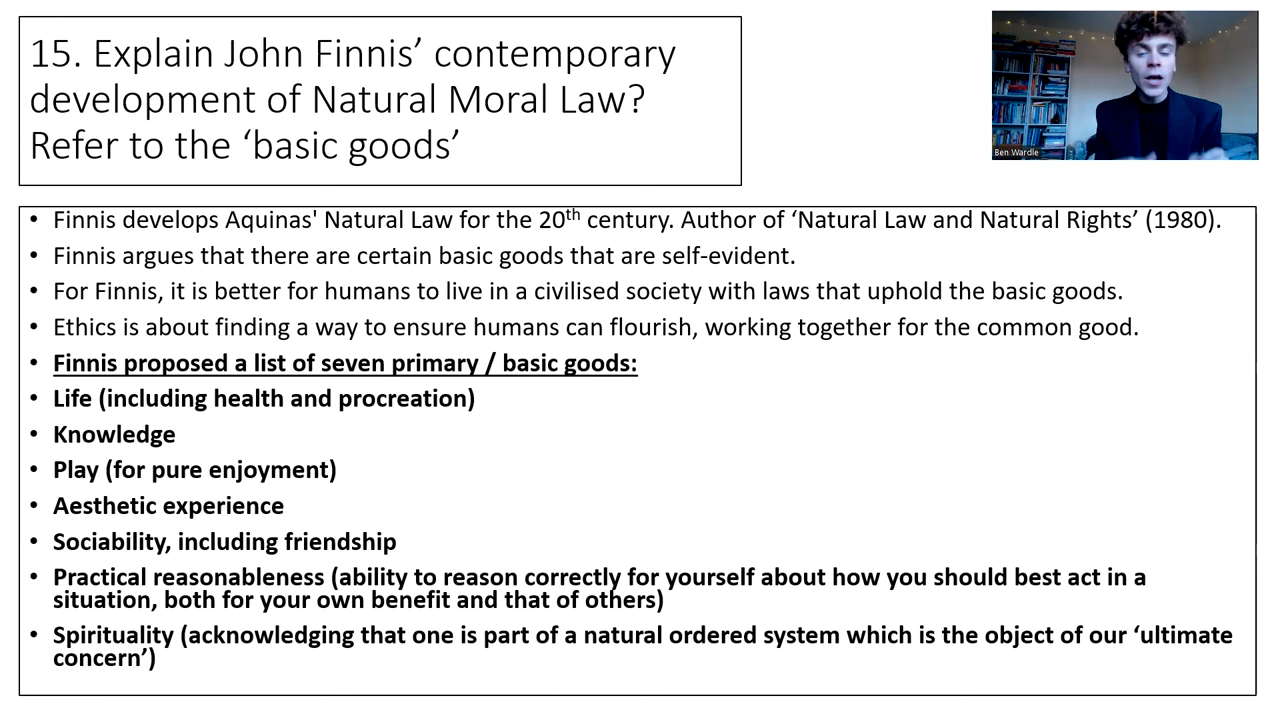 15. Explain John Finnis’ contemporary
development of Natural Moral Law?
Refer to the ‘basic goods’
Ben Wardle
• Finnis develops Aquinas' Natural Law for the 20th century. Author of ‘Natural Law and Natural Rights’ (1980).
• Finnis argues that there are certain basic goods that are self-evident.
• For Finnis, it is better for humans to live in a civilised society with laws that uphold the basic goods.
• Ethics is about finding a way to ensure humans can flourish, working together for the common good.
• Finnis proposed a list of seven primary / basic goods:
• Life (including health and procreation)
• Knowledge
• Play (for pure enjoyment)
• Aesthetic experience
• Sociability, including friendship
• Practical reasonableness (ability to reason correctly for yourself about how you should best act in a
situation, both for your own benefit and that of others)
• Spirituality (acknowledging that one is part of a natural ordered system which is the object of our ‘ultimate
concern’)